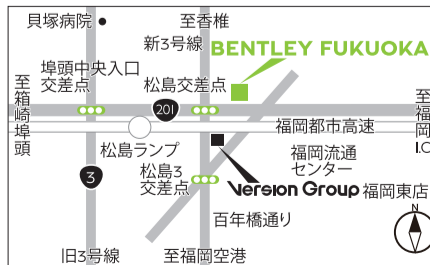 貝塚病院
至香椎
新3号線
BENTLEY FUKUOKA
埠頭中央入口
交差点
松島交差点
至箱崎埠頭
201
至福岡I.C
福岡都市高速
松島ランプ
福岡流通
センター
松島3
交差点
3
Version Group 福岡東店
百年橋通り
N
旧3号線
至福岡空港